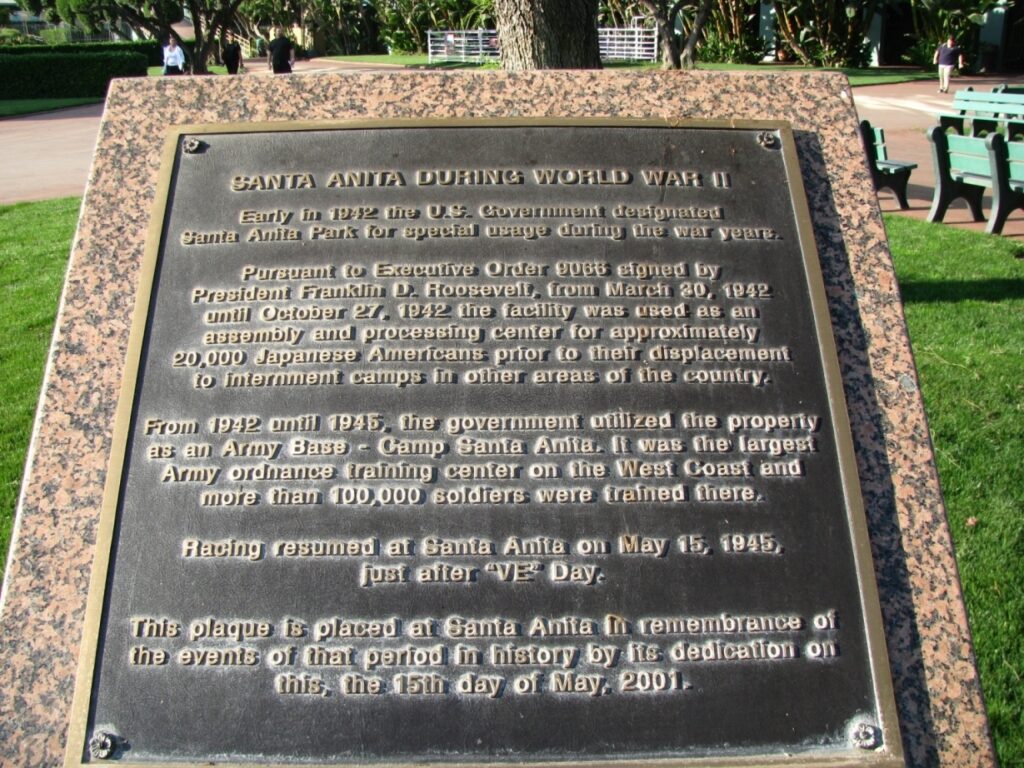 SANTA ANITA DURING WORLD WAR II
Early in 1942 the U.S. Government designated
Santa Anita Park for special usage during the war years.
Pursuant to Executive Order 9066 signed by
President Franklin D. Roosevelt, from March 30, 1942
until October 27, 1942 the facility was used as an
assembly and processing center for approximately
20,000 Japanese Americans prior to their displacement
to internment camps in other areas of the country.
From 1942 until 1945, the government utilized the property
as an Army Base - Camp Santa Anita. It was the largest
Army ordnance training center on the West Coast and
more than 100,000 soldiers were trained there.
Racing resumed at Santa Anita on May 15, 1945,
just after "VE" Day.
This plaque is placed at Santa Anita in remembrance of
the events of that period in history by its dedication on
this, the 15th day of May, 2001.